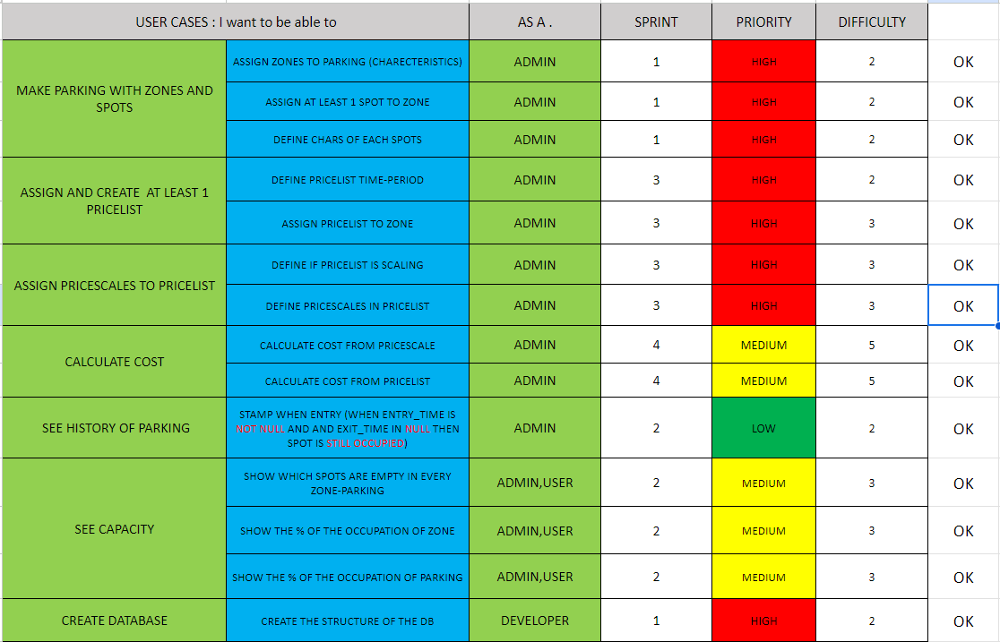 USER CASES : I want to be able to AS A . SPRINT PRIORITY DIFFICULTY
MAKE PARKING WITH ZONES AND
SPOTS
ASSIGN ZONES TO PARKING (CHARECTERISTICS) ADMIN 1 HIGH 2 OK
ASSIGN AT LEAST 1 SPOT TO ZONE ADMIN 1 HIGH 2 OK
DEFINE CHARS OF EACH SPOTS ADMIN 1 HIGH 2 OK
ASSIGN AND CREATE AT LEAST 1
PRICELIST
DEFINE PRICELIST TIME-PERIOD ADMIN 3 HIGH 2 OK
ASSIGN PRICELIST TO ZONE ADMIN 3 HIGH 3 OK
ASSIGN PRICESCALES TO PRICELIST
DEFINE IF PRICELIST IS SCALING ADMIN 3 HIGH 3 OK
DEFINE PRICESCALES IN PRICELIST ADMIN 3 HIGH 3 OK
CALCULATE COST
CALCULATE COST FROM PRICESCALE ADMIN 4 MEDIUM 5 OK
CALCULATE COST FROM PRICELIST ADMIN 4 MEDIUM 5 OK
SEE HISTORY OF PARKING
STAMP WHEN ENTRY (WHEN ENTRY_TIME IS
NOT NULL AND AND EXIT_TIME IN NULL THEN
SPOT IS STILL OCCUPIED)
ADMIN 2 LOW 2 OK
SEE CAPACITY
SHOW WHICH SPOTS ARE EMPTY IN EVERY
ZONE-PARKING
ADMIN,USER 2 MEDIUM 3 OK
SHOW THE % OF THE OCCUPATION OF ZONE ADMIN,USER 2 MEDIUM 3 OK
SHOW THE % OF THE OCCUPATION OF PARKING ADMIN,USER 2 MEDIUM 3 OK
CREATE DATABASE CREATE THE STRUCTURE OF THE DB DEVELOPER 1 HIGH 2 OK